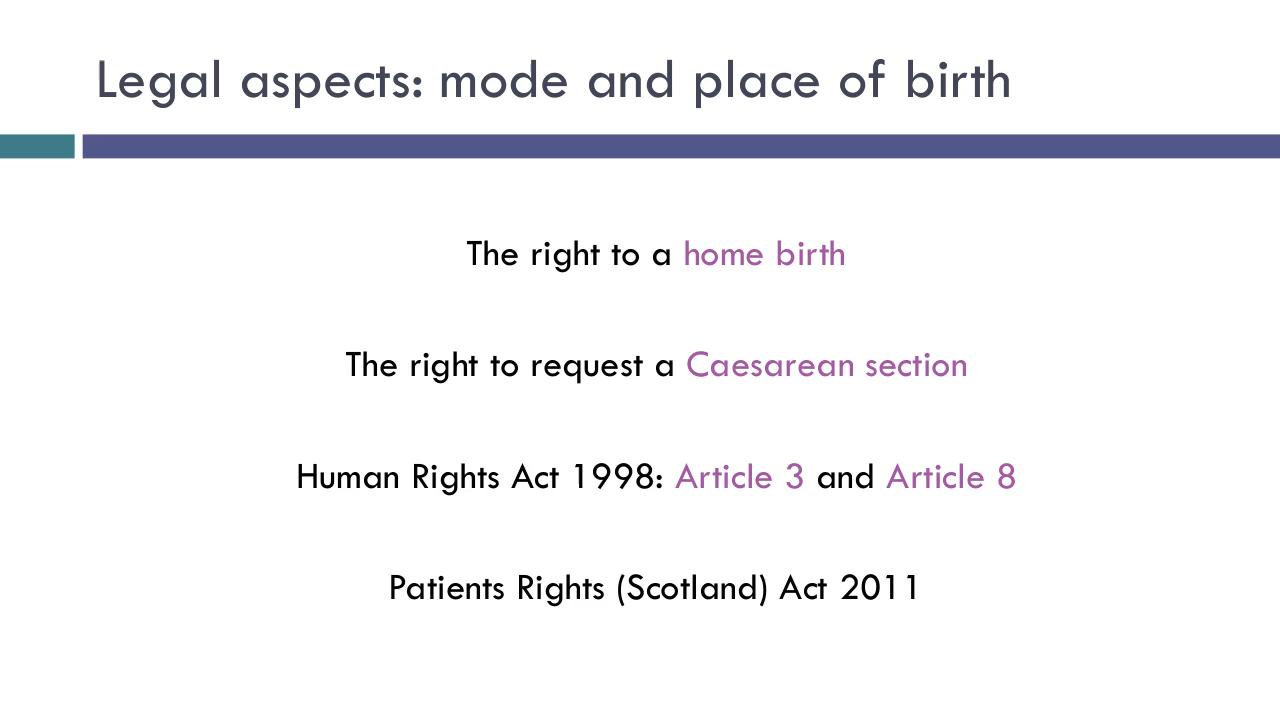 Legal aspects: mode and place of birth
The right to a home birth
The right to request a Caesarean section
Human Rights Act 1998: Article 3 and Article 8
Patients Rights (Scotland) Act 2011